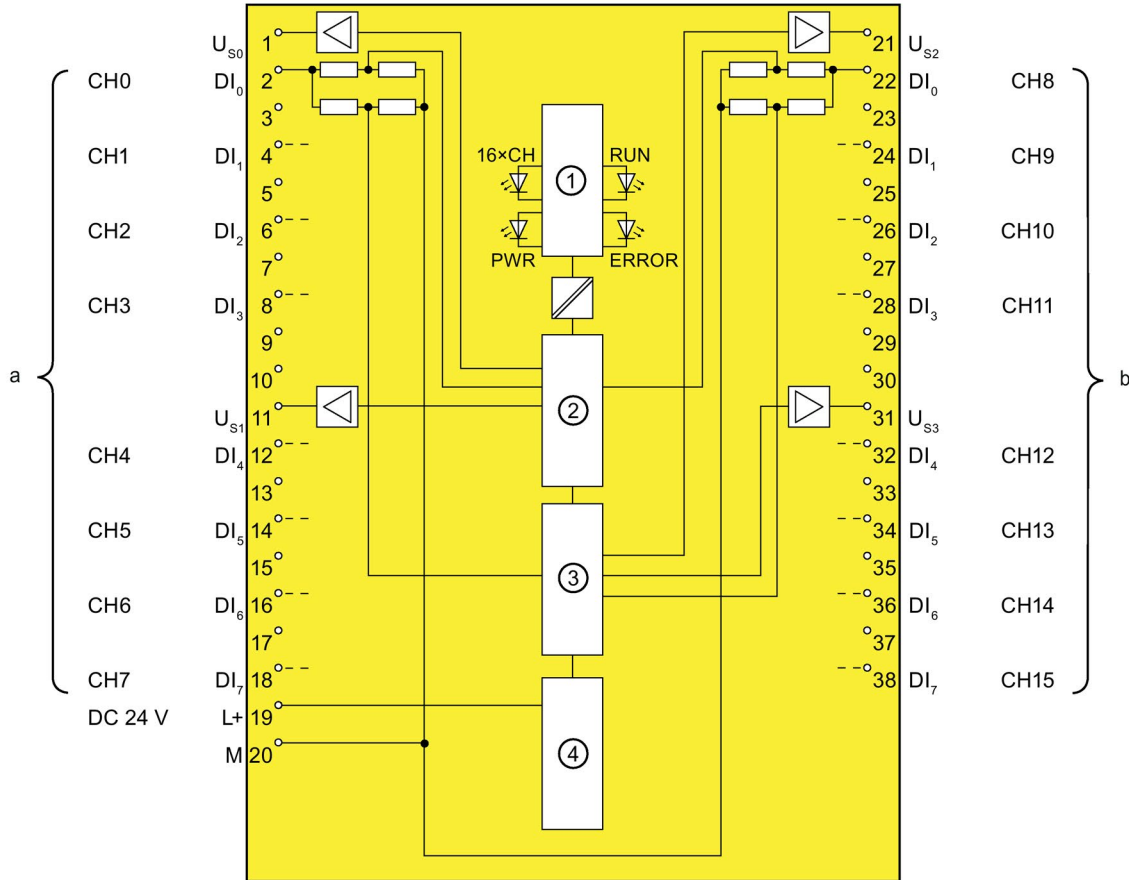 U_S0 1
21 U_S2
CH0 DI_0 2
22 DI_0 CH8
3
23
CH1 DI_1 4
24 DI_1 CH9
5
25
CH2 DI_2 6
26 DI_2 CH10
7
27
CH3 DI_3 8
28 DI_3 CH11
9
29
10
30
U_S1 11
31 U_S3
CH4 DI_4 12
32 DI_4 CH12
13
33
CH5 DI_5 14
34 DI_5 CH13
15
35
CH6 DI_6 16
36 DI_6 CH14
17
37
CH7 DI_7 18
38 DI_7 CH15
DC 24 V L+ 19
M 20
a
b
16×CH
RUN
PWR
ERROR
①
②
③
④